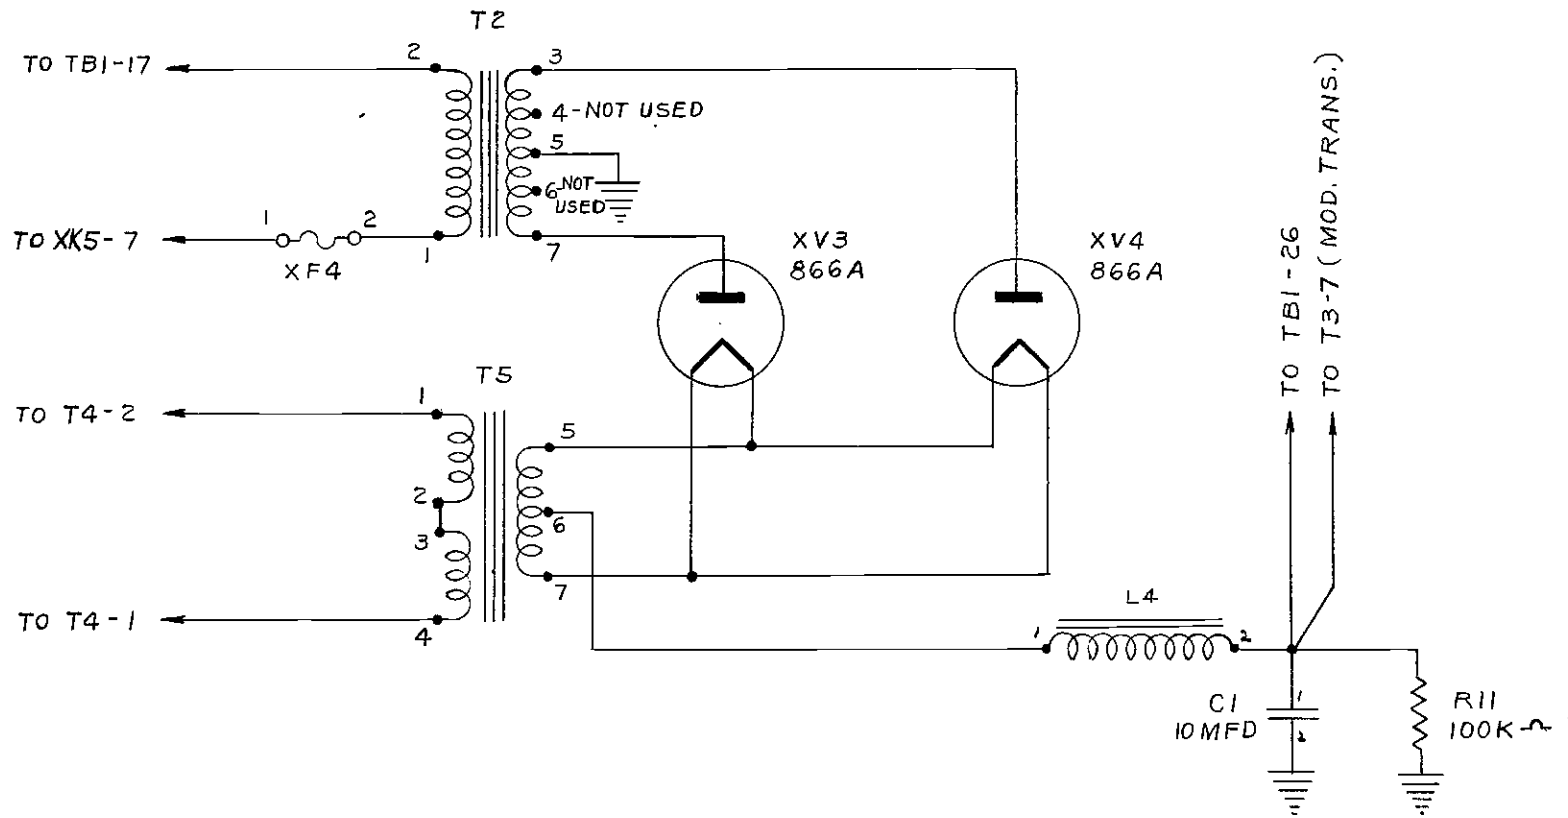 T2
TO TB1-17
2
3
4-NOT USED
5
6 NOT
USED
TO XK5-7
1
2
XF4
1
7
XV3
866A
XV4
866A
TO TB1-26
TO T3-7 (MOD. TRANS.)
T5
TO T4-2
1
5
2
6
3
7
TO T4-1
4
L4
1
2
C1
10 MFD
1
2
R11
100K Ω